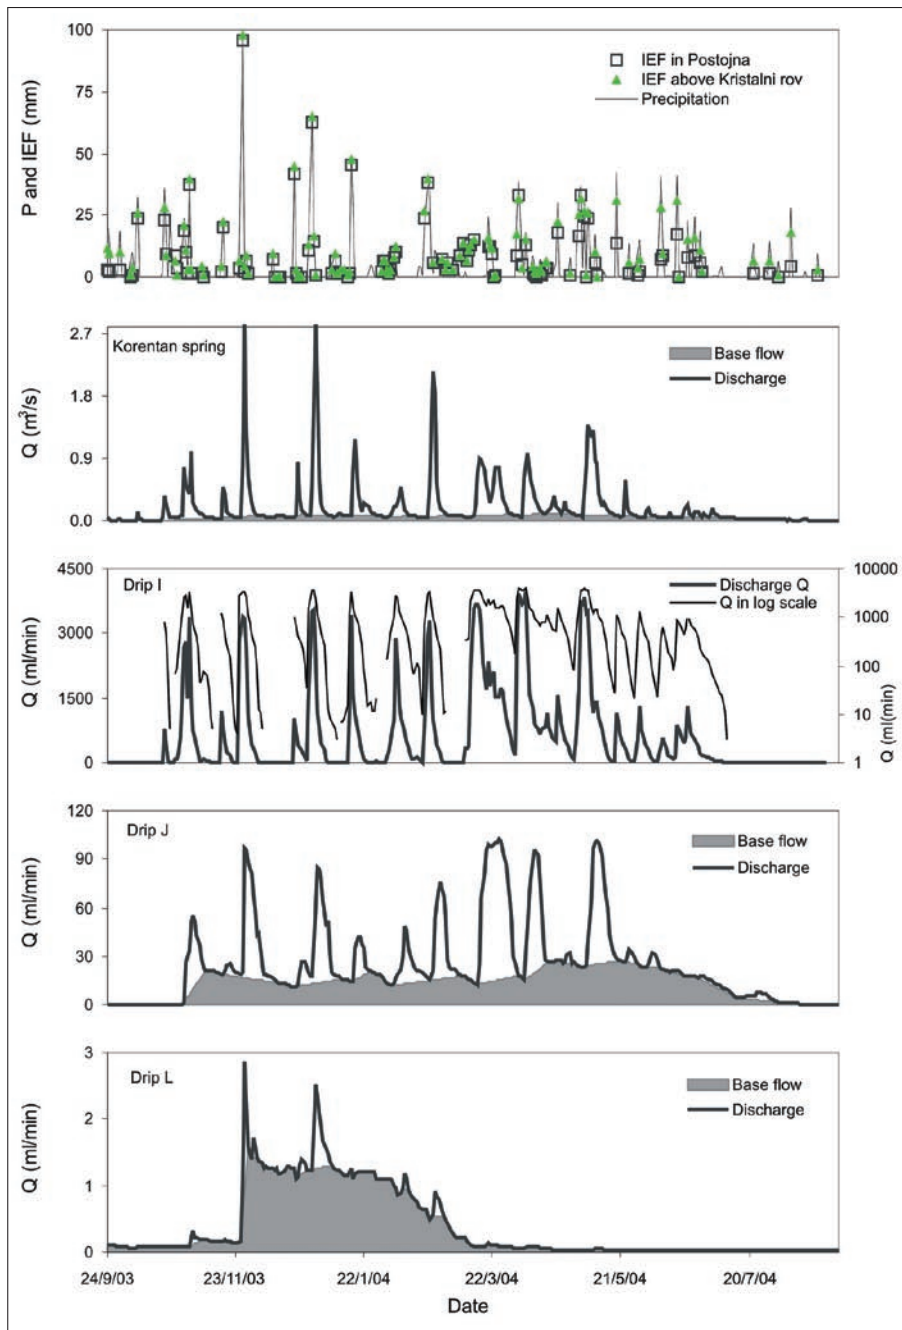 100
75
50
25
0
P and IEF (mm)
IEF in Postojna
IEF above Kristalni rov
Precipitation
Korentan spring
2.7
1.8
0.9
0.0
Q (m³/s)
Base flow
Discharge
Drip I
4500
3000
1500
0
Q (ml/min)
Discharge Q
Q in log scale
10000
1000
100
10
1
Q (ml(min)
Drip J
120
90
60
30
0
Q (ml/min)
Base flow
Discharge
Drip L
3
2
1
0
Q (ml/min)
Base flow
Discharge
24/9/03 23/11/03 22/1/04 22/3/04 21/5/04 20/7/04
Date